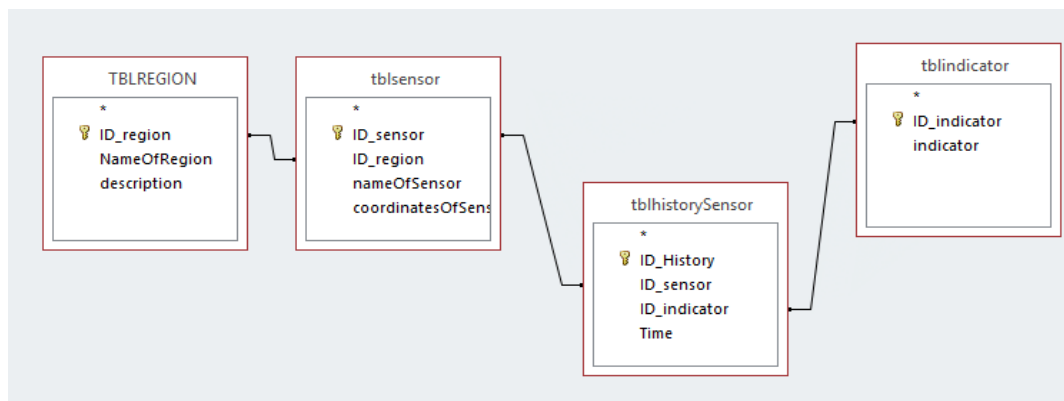 TBLREGION
*
ID_region
NameOfRegion
description
tblsensor
*
ID_sensor
ID_region
nameOfSensor
coordinatesOfSens
tblhistorySensor
*
ID_History
ID_sensor
ID_indicator
Time
tblindicator
*
ID_indicator
indicator